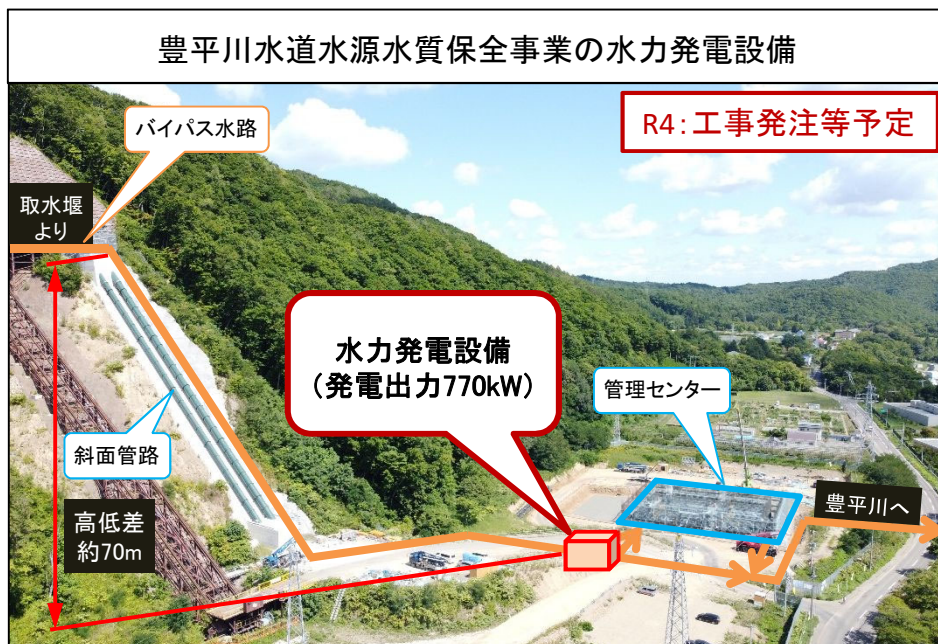 豊平川水道水源水質保全事業の水力発電設備
バイパス水路
R4:工事発注等予定
取水堰
より
水力発電設備
(発電出力770kW)
管理センター
斜面管路
豊平川へ
高低差
約70m